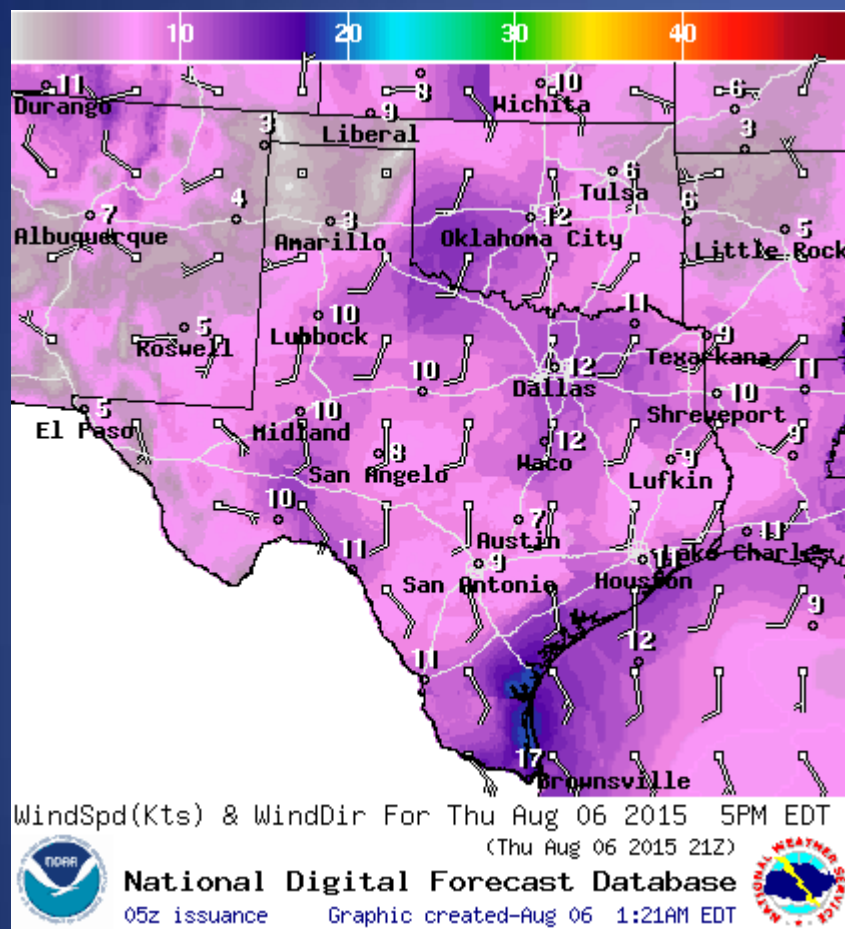 10 20 30 40
11 8 10 6
Durango Wichita
9
Liberal
3 3
6
Tulsa
7 4 3 12 6 5
Albuquerque Amarillo Oklahoma City Little Rock
5 10 11 9
Roswell Lubbock Texarkana
12
Dallas
5 10 10 10 11
El Paso Midland Shreveport
8 12 9 9
San Angelo Waco Lufkin
10 7 11
Austin
11 9
San Antonio Houston Lake Charles
12 9
11
17
Brownsville
WindSpd(Kts) & WindDir For Thu Aug 06 2015 5PM EDT
(Thu Aug 06 2015 21Z)
National Digital Forecast Database
05z issuance Graphic created-Aug 06 1:21AM EDT
NOAA
NATIONAL WEATHER SERVICE